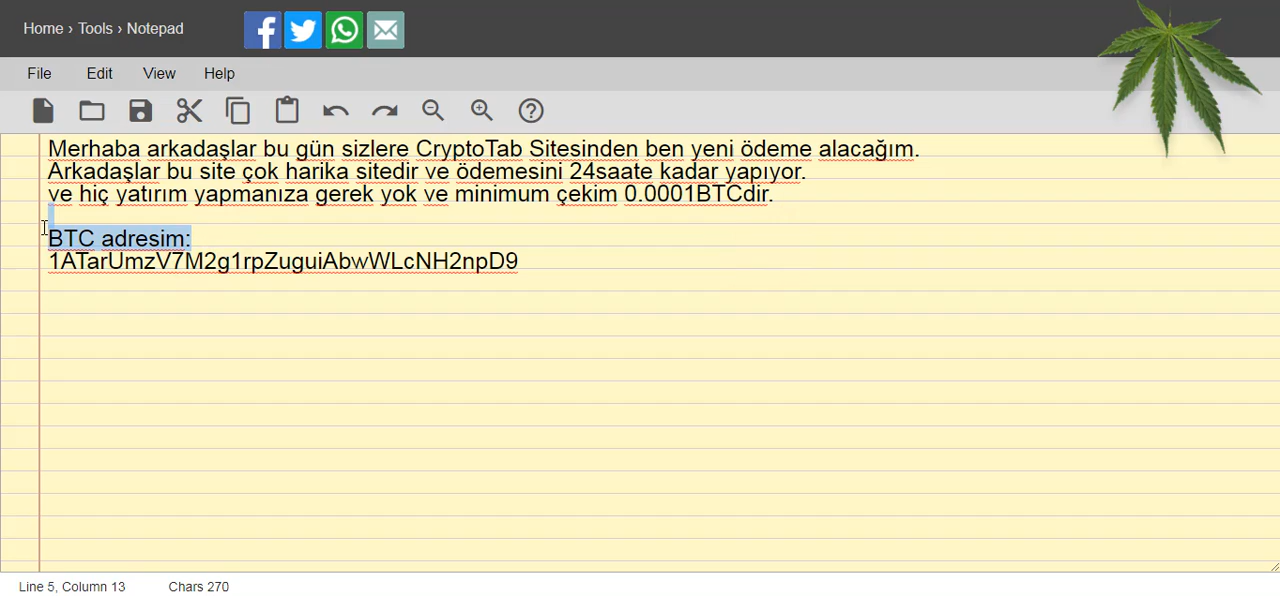 Home › Tools › Notepad
File Edit View Help
Merhaba arkadaşlar bu gün sizlere CryptoTab Sitesinden ben yeni ödeme alacağım.
Arkadaşlar bu site çok harika sitedir ve ödemesini 24saate kadar yapıyor.
ve hiç yatırım yapmanıza gerek yok ve minimum çekim 0.0001BTCdir.
BTC adresim:
1ATarUmzV7M2g1rpZuguiAbwWLcNH2npD9
Line 5, Column 13 Chars 270